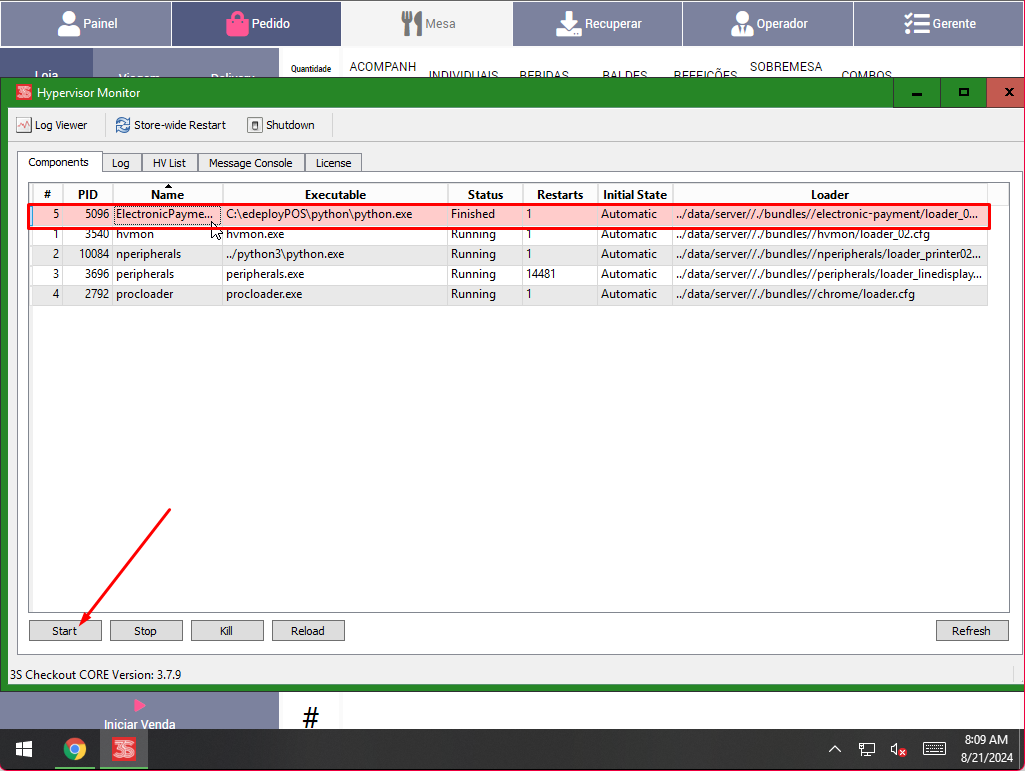 Painel Pedido Mesa Recuperar Operador Gerente
Loja Viagem Delivery Quantidade ACOMPANH INDIVIDUAIS BEBIDAS BALDES REFEIÇÕES SOBREMESA COMBOS
3S Hypervisor Monitor
Log Viewer Store-wide Restart Shutdown
Components Log HV List Message Console License
# PID Name Executable Status Restarts Initial State Loader
5 5096 ElectronicPayme... C:\edeployPOS\python\python.exe Finished 1 Automatic ../data/server//./bundles//electronic-payment/loader_0...
1 3540 hvmon hvmon.exe Running 1 Automatic ../data/server//./bundles//hvmon/loader_02.cfg
2 10084 nperipherals ../python3\python.exe Running 1 Automatic ../data/server//./bundles//nperipherals/loader_printer02...
3 3696 peripherals peripherals.exe Running 14481 Automatic ../data/server//./bundles//peripherals/loader_linedisplay...
4 2792 procloader procloader.exe Running 1 Automatic ../data/server//./bundles//chrome/loader.cfg
Start Stop Kill Reload Refresh
3S Checkout CORE Version: 3.7.9
Iniciar Venda #
3S 8:09 AM
8/21/2024